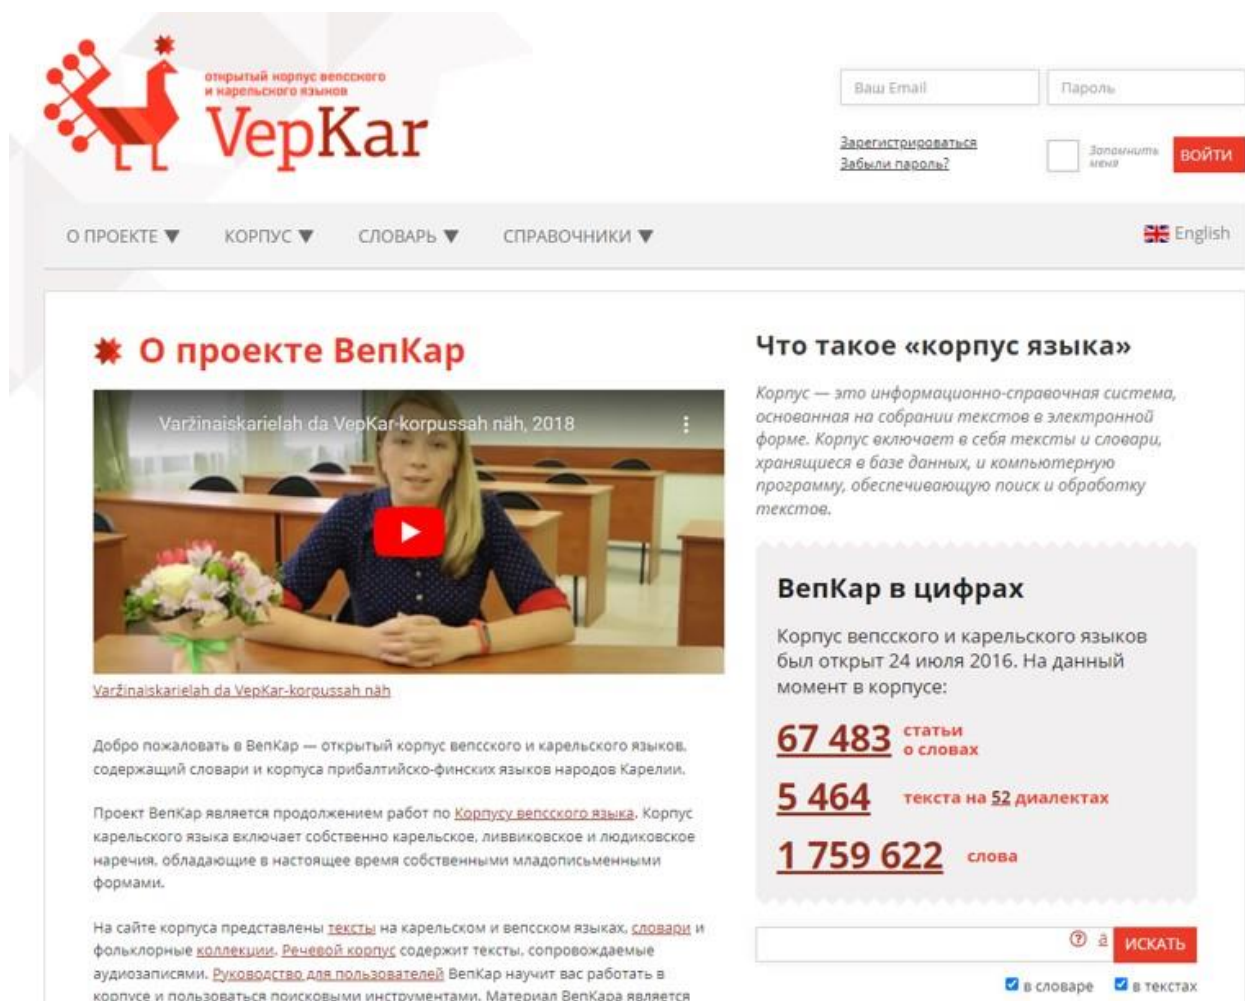 открытый корпус вепсского
и карельского языков
VepKar
Ваш Email
Пароль
Зарегистрироваться
Забыли пароль?
Запомнить
меня
ВОЙТИ
О ПРОЕКТЕ ▼
КОРПУС ▼
СЛОВАРЬ ▼
СПРАВОЧНИКИ ▼
English
О проекте ВепКар
Varžinaiskarielah da VepKar-korpussah näh, 2018
Varžinaiskarielah da VepKar-korpussah näh
Добро пожаловать в ВепКар — открытый корпус вепсского и карельского языков,
содержащий словари и корпуса прибалтийско-финских языков народов Карелии.
Проект ВепКар является продолжением работ по Корпусу вепсского языка. Корпус
карельского языка включает собственно карельское, ливвиковское и людиковское
наречия, обладающие в настоящее время собственными младописьменными
формами.
На сайте корпуса представлены тексты на карельском и вепсском языках, словари и
фольклорные коллекции. Речевой корпус содержит тексты, сопровождаемые
аудиозаписями. Руководство для пользователей ВепКар научит вас работать в
корпусе и пользоваться поисковыми инструментами. Материал ВепКара является
Что такое «корпус языка»
Корпус — это информационно-справочная система,
основанная на собрании текстов в электронной
форме. Корпус включает в себя тексты и словари,
хранящиеся в базе данных, и компьютерную
программу, обеспечивающую поиск и обработку
текстов.
ВепКар в цифрах
Корпус вепсского и карельского языков
был открыт 24 июля 2016. На данный
момент в корпусе:
67 483 статьи
о словах
5 464 текста на 52 диалектах
1 759 622 слова
? a ИСКАТЬ
в словаре в текстах